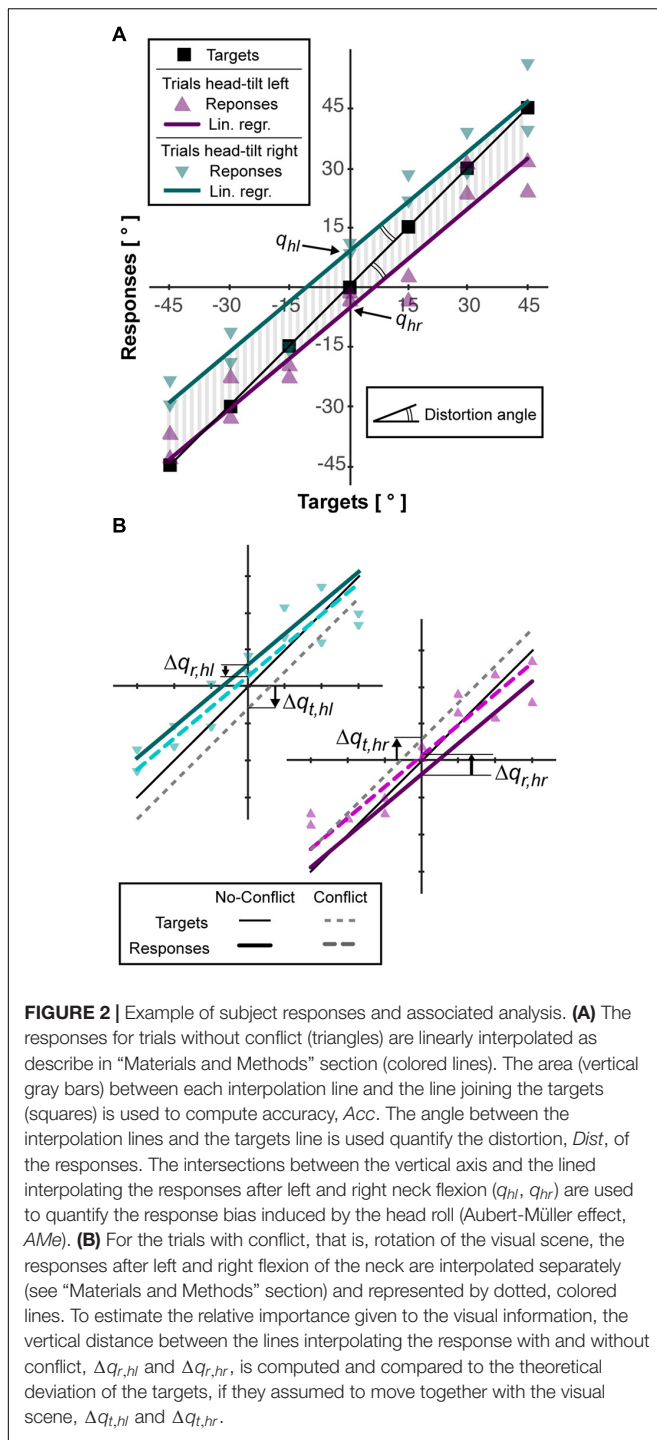 A
Targets
Trials head-tilt left
Reponses
Lin. regr.
Trials head-tilt right
Reponses
Lin. regr.
Responses [ ° ]
45
30
15
q_hl
-45 -30 -15 15 30 45
q_hr
-15
-30
-45
Distortion angle
Targets [ ° ]
B
Δq_r,hl
Δq_t,hl
Δq_t,hr
Δq_r,hr
No-Conflict Conflict
Targets
Responses
FIGURE 2 | Example of subject responses and associated analysis. (A) The
responses for trials without conflict (triangles) are linearly interpolated as
describe in “Materials and Methods” section (colored lines). The area (vertical
gray bars) between each interpolation line and the line joining the targets
(squares) is used to compute accuracy, Acc. The angle between the
interpolation lines and the targets line is used quantify the distortion, Dist, of
the responses. The intersections between the vertical axis and the lined
interpolating the responses after left and right neck flexion (q_hl, q_hr) are used
to quantify the response bias induced by the head roll (Aubert-Müller effect,
AMe). (B) For the trials with conflict, that is, rotation of the visual scene, the
responses after left and right flexion of the neck are interpolated separately
(see “Materials and Methods” section) and represented by dotted, colored
lines. To estimate the relative importance given to the visual information, the
vertical distance between the lines interpolating the response with and without
conflict, Δq_r,hl and Δq_r,hr, is computed and compared to the theoretical
deviation of the targets, if they assumed to move together with the visual
scene, Δq_t,hl and Δq_t,hr.